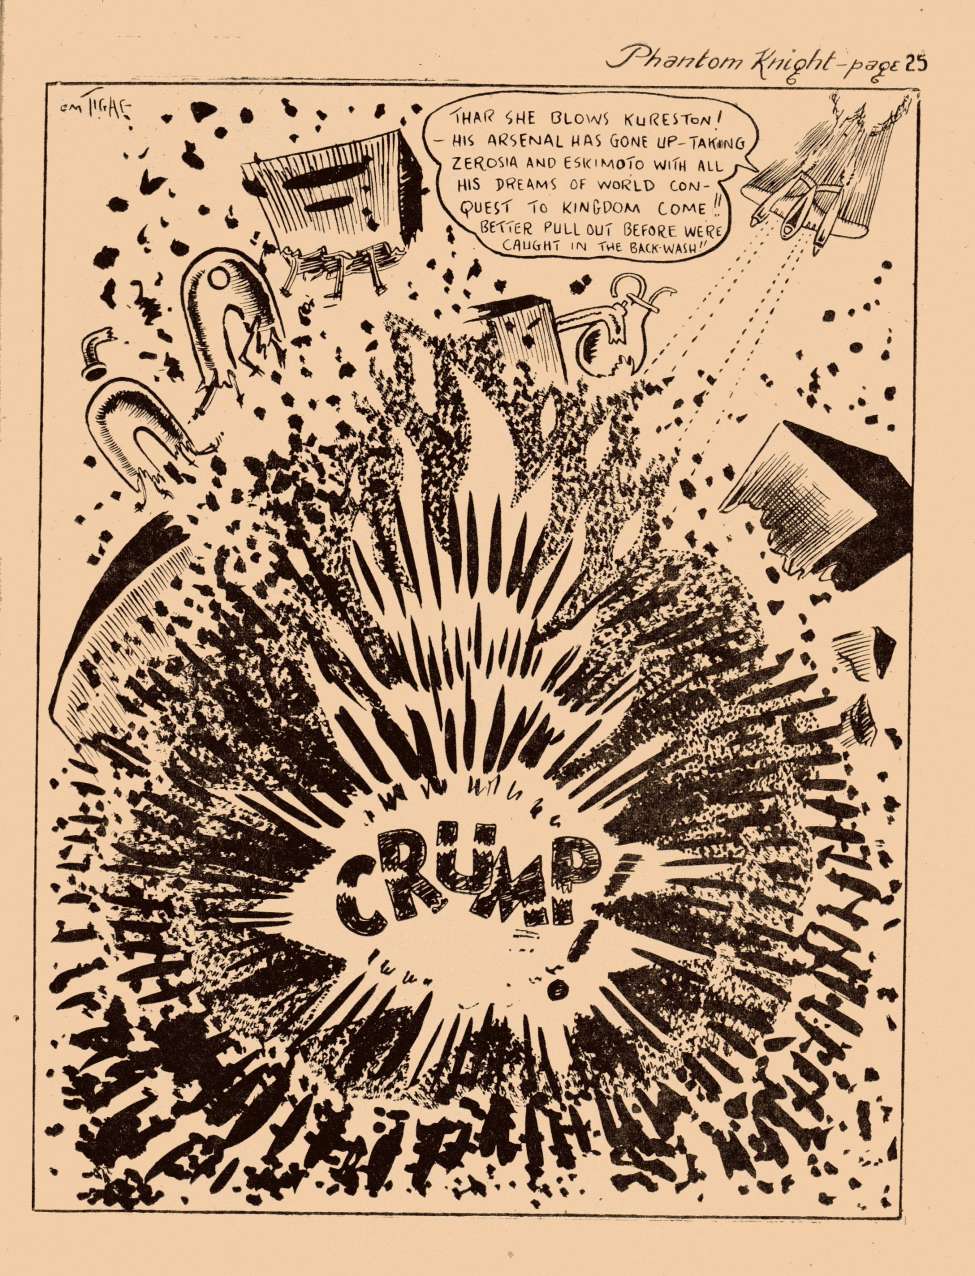 Phantom Knight-page 25
EM TIGHE
THAR SHE BLOWS KURESTON!
- HIS ARSENAL HAS GONE UP-TAKING
ZEROSIA AND ESKIMOTO WITH ALL
HIS DREAMS OF WORLD CON-
QUEST TO KINGDOM COME!!
BETTER PULL OUT BEFORE WERE
CAUGHT IN THE BACK-WASH!!
CRUMP!